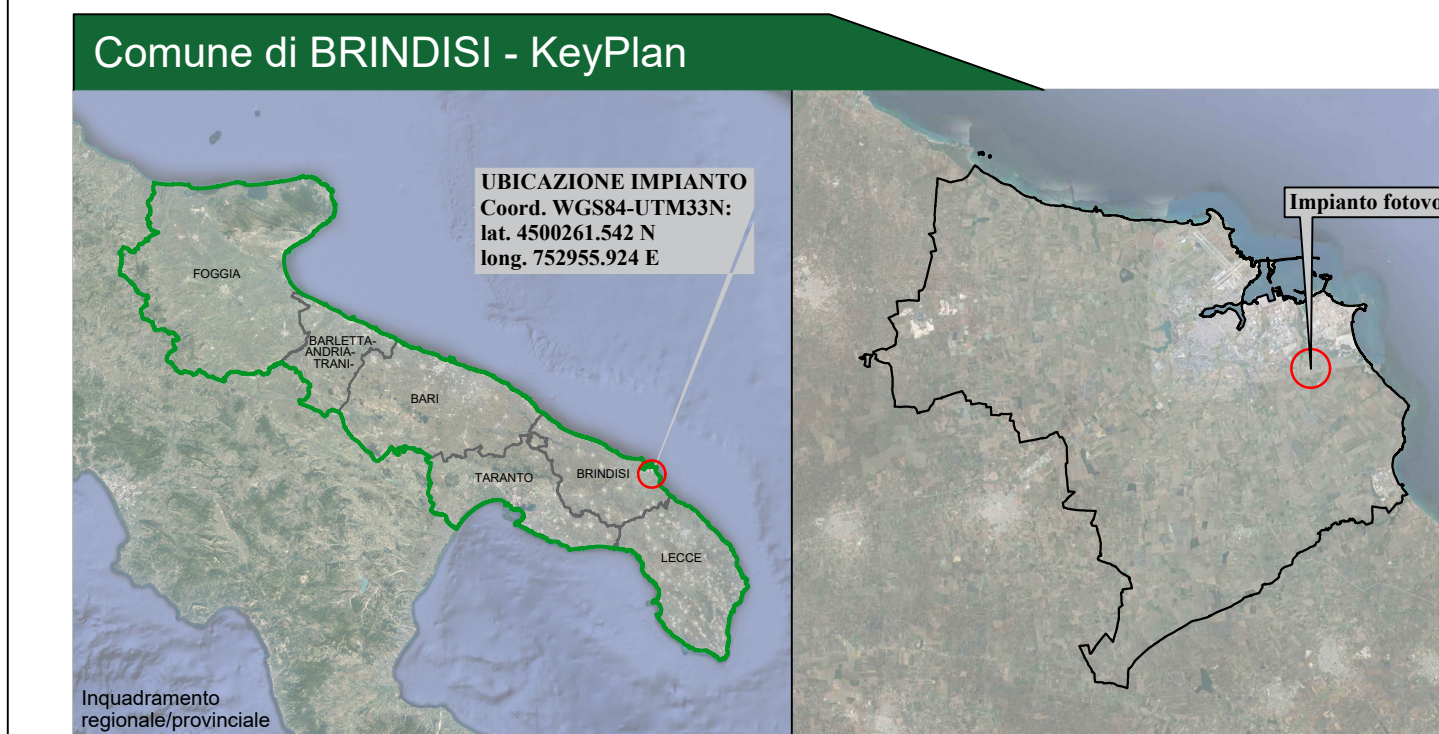 Comune di BRINDISI - KeyPlan
UBICAZIONE IMPIANTO
Coord. WGS84-UTM33N:
lat. 4500261.542 N
long. 752955.924 E
FOGGIA
BARLETTA-
ANDRIA-
TRANI-
BARI
TARANTO
BRINDISI
LECCE
Inquadramento
regionale/provinciale
Impianto